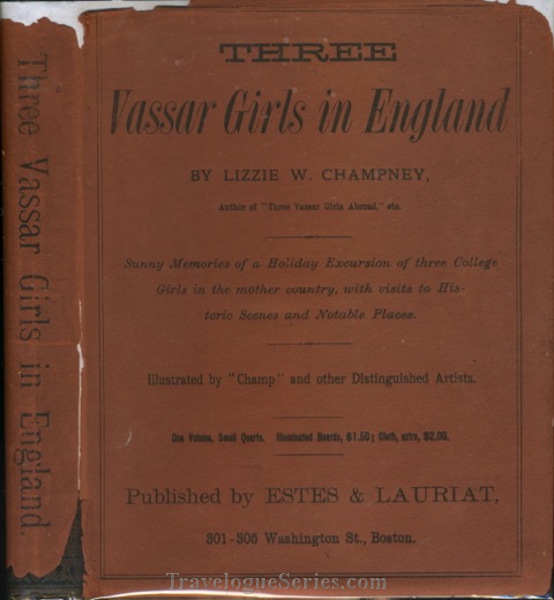 Three Vassar Girls in England.
THREE
Vassar Girls in England
BY LIZZIE W. CHAMPNEY,
Author of "Three Vassar Girls Abroad," etc.
Sunny Memories of a Holiday Excursion of three College
Girls in the mother country, with visits to His-
toric Scenes and Notable Places.
Illustrated by "Champ" and other Distinguished Artists.
One Volume, Small Quarto. Illuminated Boards, $1.50; Cloth, extra, $2.00.
Published by ESTES & LAURIAT,
301-305 Washington St., Boston.
TravelogueSeries.com